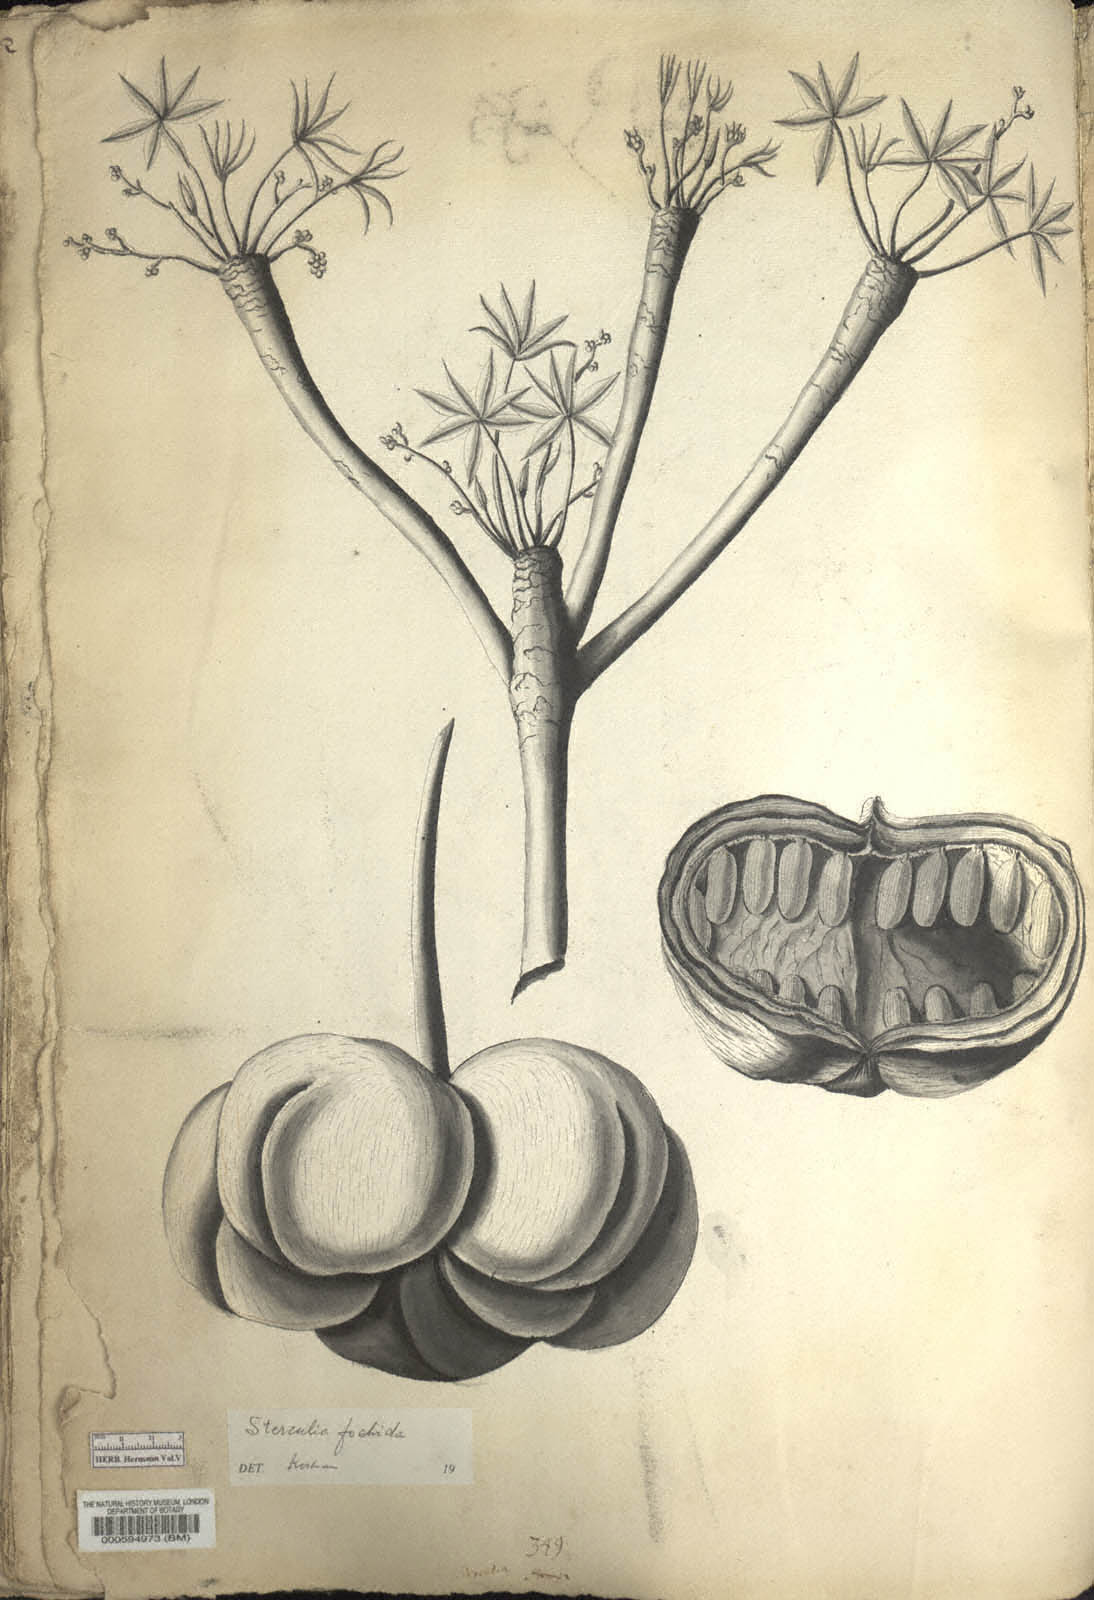 Sterculia foetida
DET. 19
HERB. Hermann Vol.V
THE NATURAL HISTORY MUSEUM, LONDON
DEPARTMENT OF BOTANY
000594973 (BM)
349